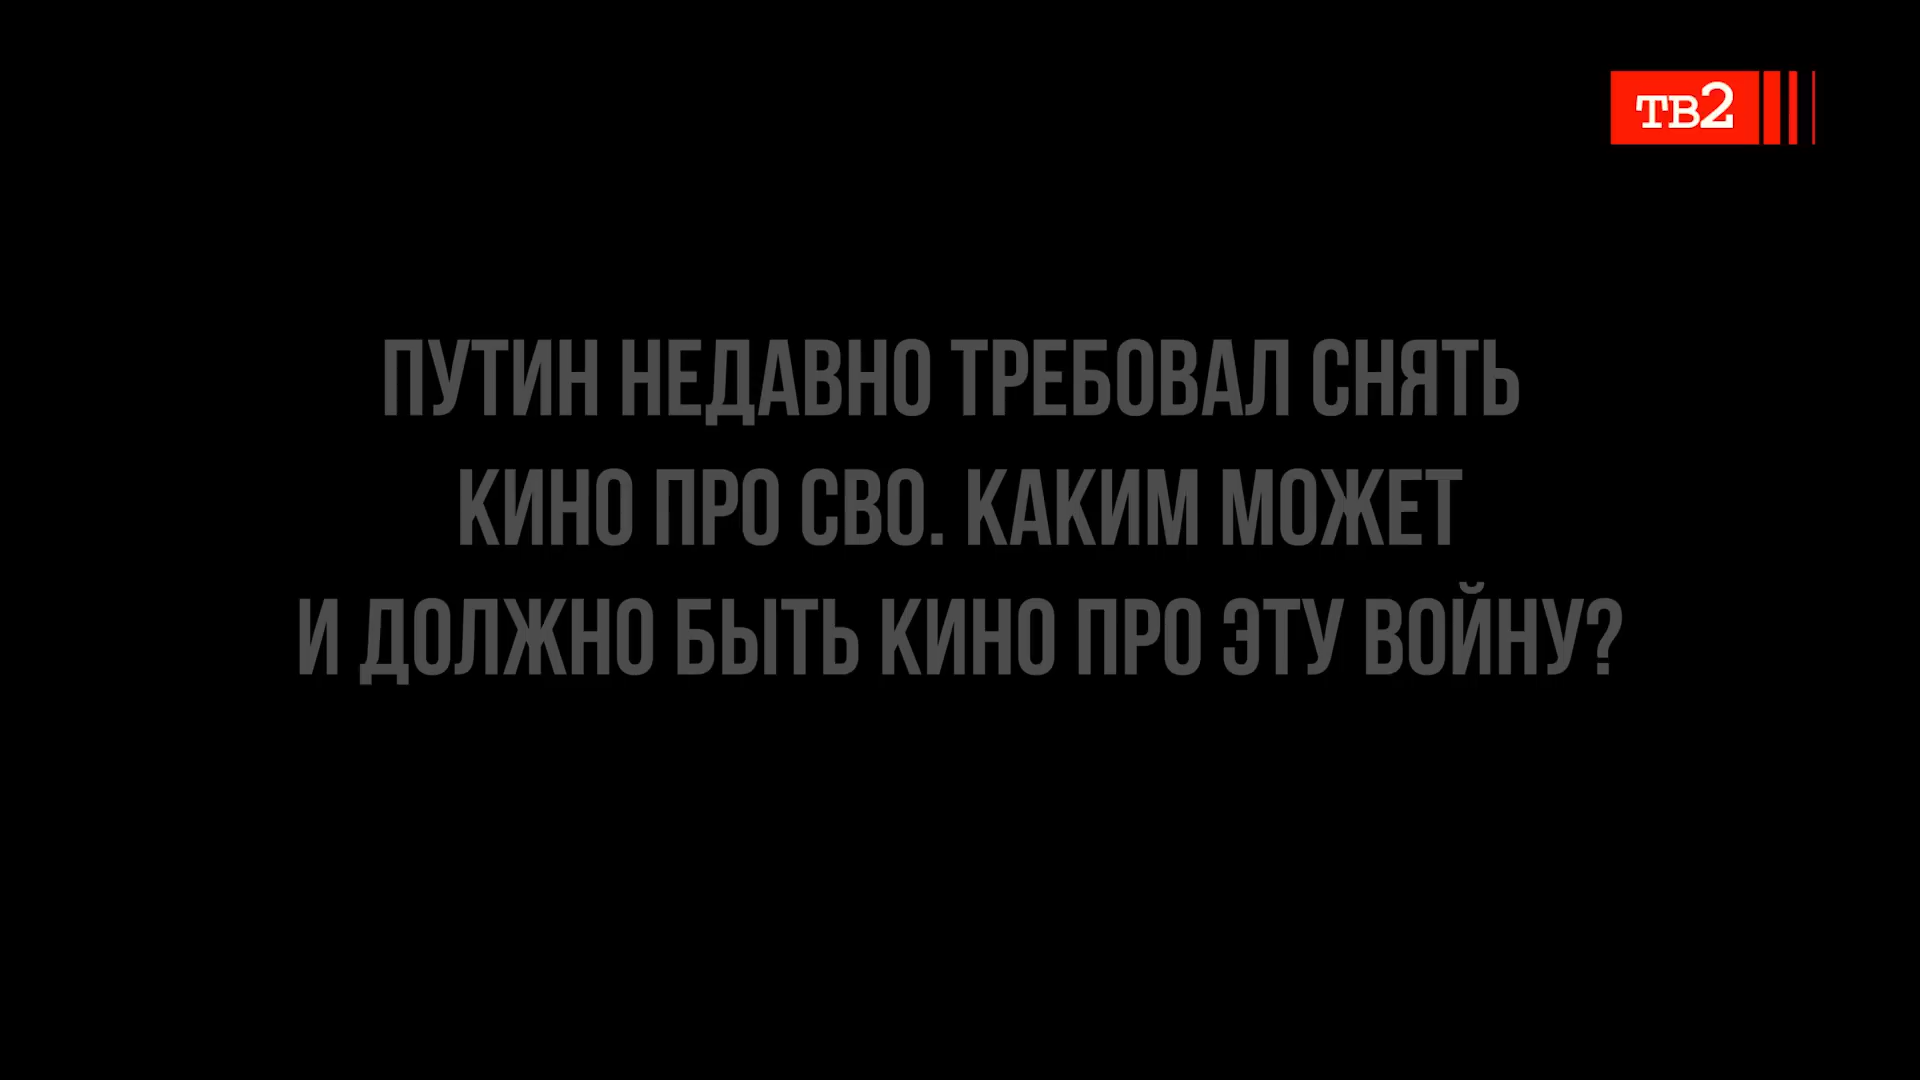 ТВ2
ПУТИН НЕДАВНО ТРЕБОВАЛ СНЯТЬ
КИНО ПРО СВО. КАКИМ МОЖЕТ
И ДОЛЖНО БЫТЬ КИНО ПРО ЭТУ ВОЙНУ?